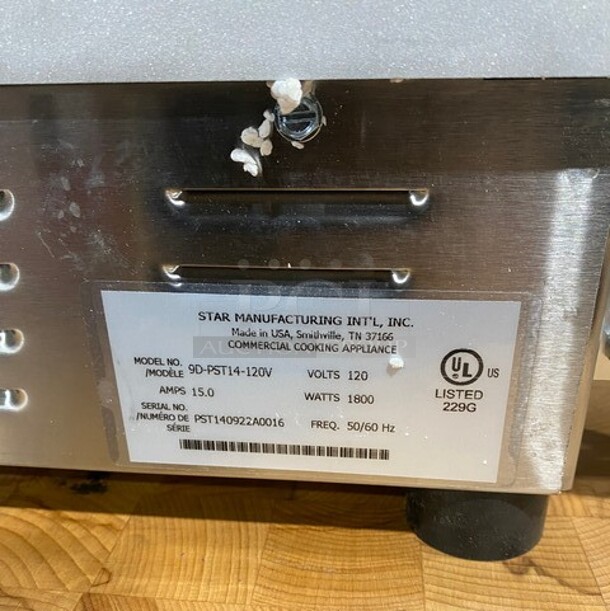 STAR MANUFACTURING INT'L, INC.
Made in USA, Smithville, TN 37166
COMMERCIAL COOKING APPLIANCE
MODEL NO. /MODÈLE 9D-PST14-120V VOLTS 120
AMPS 15.0 WATTS 1800
SERIAL NO. /NUMÉRO DE SÉRIE PST140922A0016 FREQ. 50/60 Hz
UL US
LISTED
229G